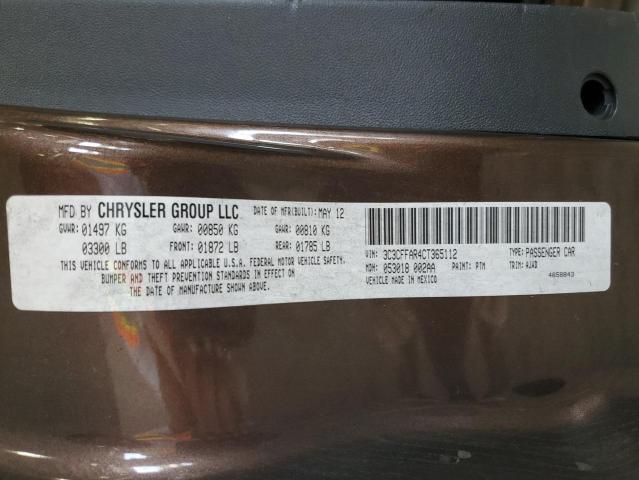 MFD BY CHRYSLER GROUP LLC DATE OF MFR(BUILT): MAY 12
GVWR: 01497 KG GAWR: 00850 KG GAWR: 00810 KG
03300 LB FRONT: 01872 LB REAR: 01785 LB
THIS VEHICLE CONFORMS TO ALL APPLICABLE U.S.A. FEDERAL MOTOR VEHICLE SAFETY.
BUMPER AND THEFT PREVENTION STANDARDS IN EFFECT ON
THE DATE OF MANUFACTURE SHOWN ABOVE.
VIN: 3C3CFFAR4CT365112 TYPE: PASSENGER CAR
MDH: 053018 002AA PAINT: PTM TRIM: AJAD
VEHICLE MADE IN MEXICO 4658843